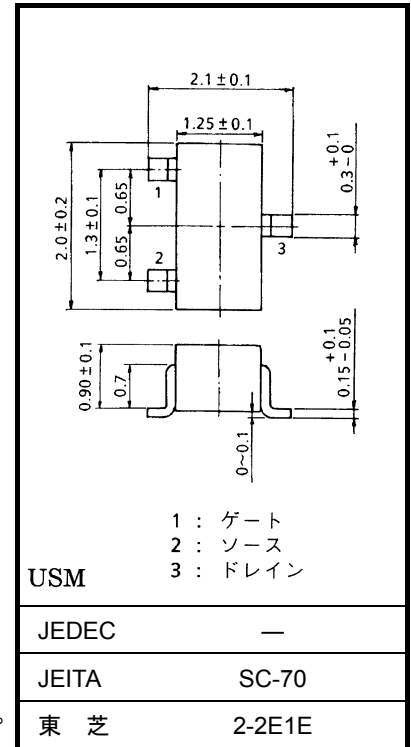 2.1±0.1
1.25±0.1
+0.1
0.3-0
2.0±0.2
1.3±0.1
0.65
0.65
1
2
3
0.90±0.1
0.7
0~0.1
+0.1
0.15-0.05
1 : ゲート
2 : ソース
3 : ドレイン
USM
JEDEC —
JEITA SC-70
。
東 芝 2-2E1E